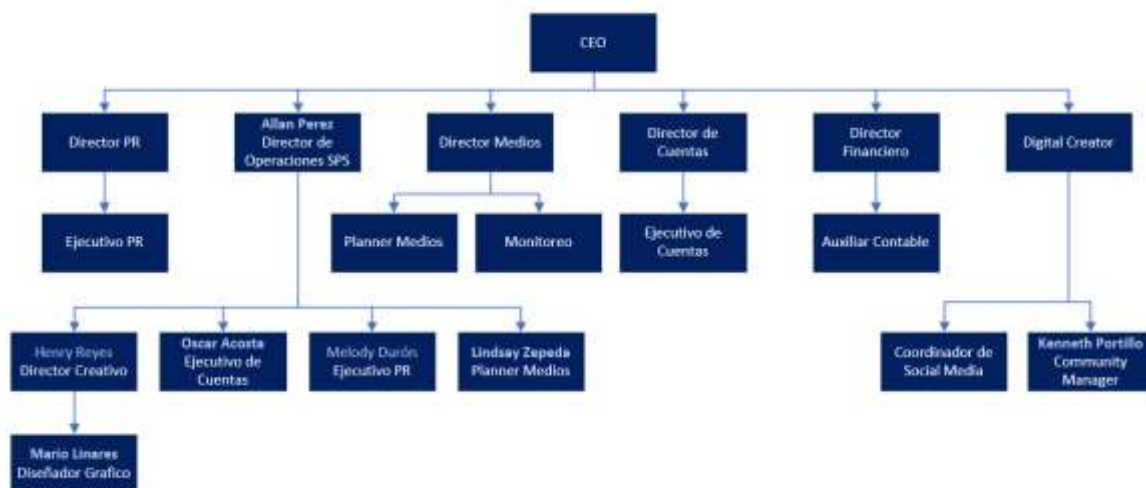 CEO
Director PR
Allan Perez
Director de
Operaciones SPS
Director Medios
Director de
Cuentas
Director
Financiero
Digital Creator
Ejecutivo PR
Planner Medios
Monitoreo
Ejecutivo de
Cuentas
Auxiliar Contable
Henry Reyes
Director Creativo
Oscar Acosta
Ejecutivo de
Cuentas
Melody Durón
Ejecutivo PR
Lindsay Zepeda
Planner Medios
Coordinador de
Social Media
Kenneth Portillo
Community
Manager
Mario Linares
Diseñador Grafico